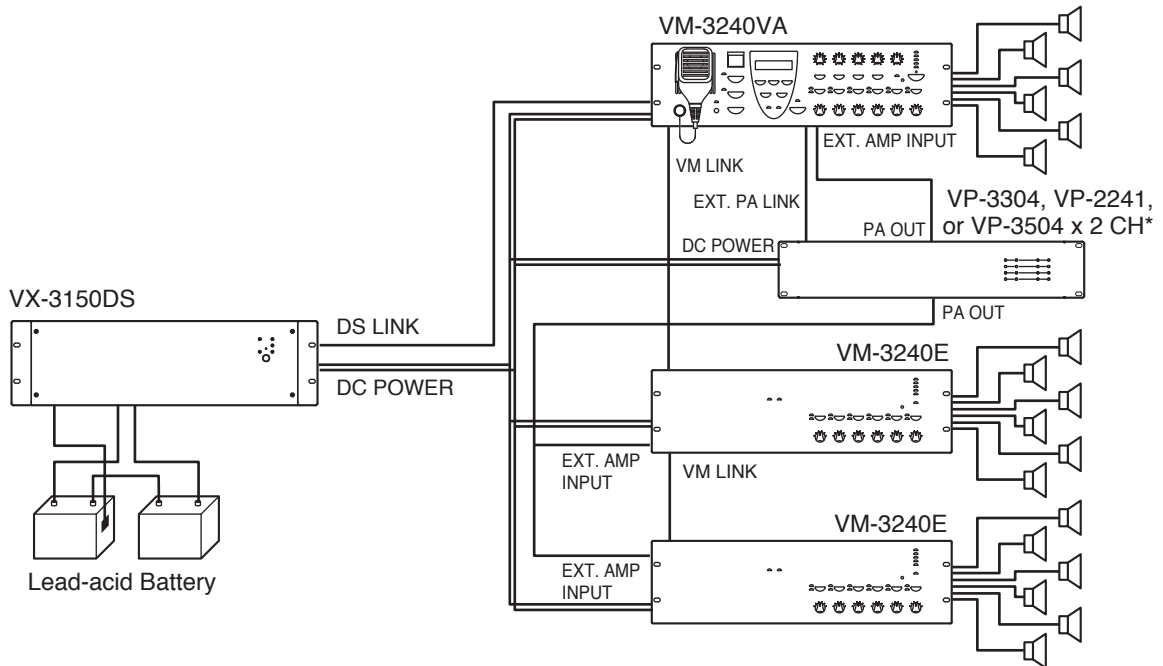 VM-3240VA
EXT. AMP INPUT
VM LINK
EXT. PA LINK
VP-3304, VP-2241,
or VP-3504 x 2 CH*
PA OUT
DC POWER
VX-3150DS
DS LINK
PA OUT
DC POWER
VM-3240E
EXT. AMP
INPUT
VM LINK
VM-3240E
EXT. AMP
INPUT
Lead-acid Battery